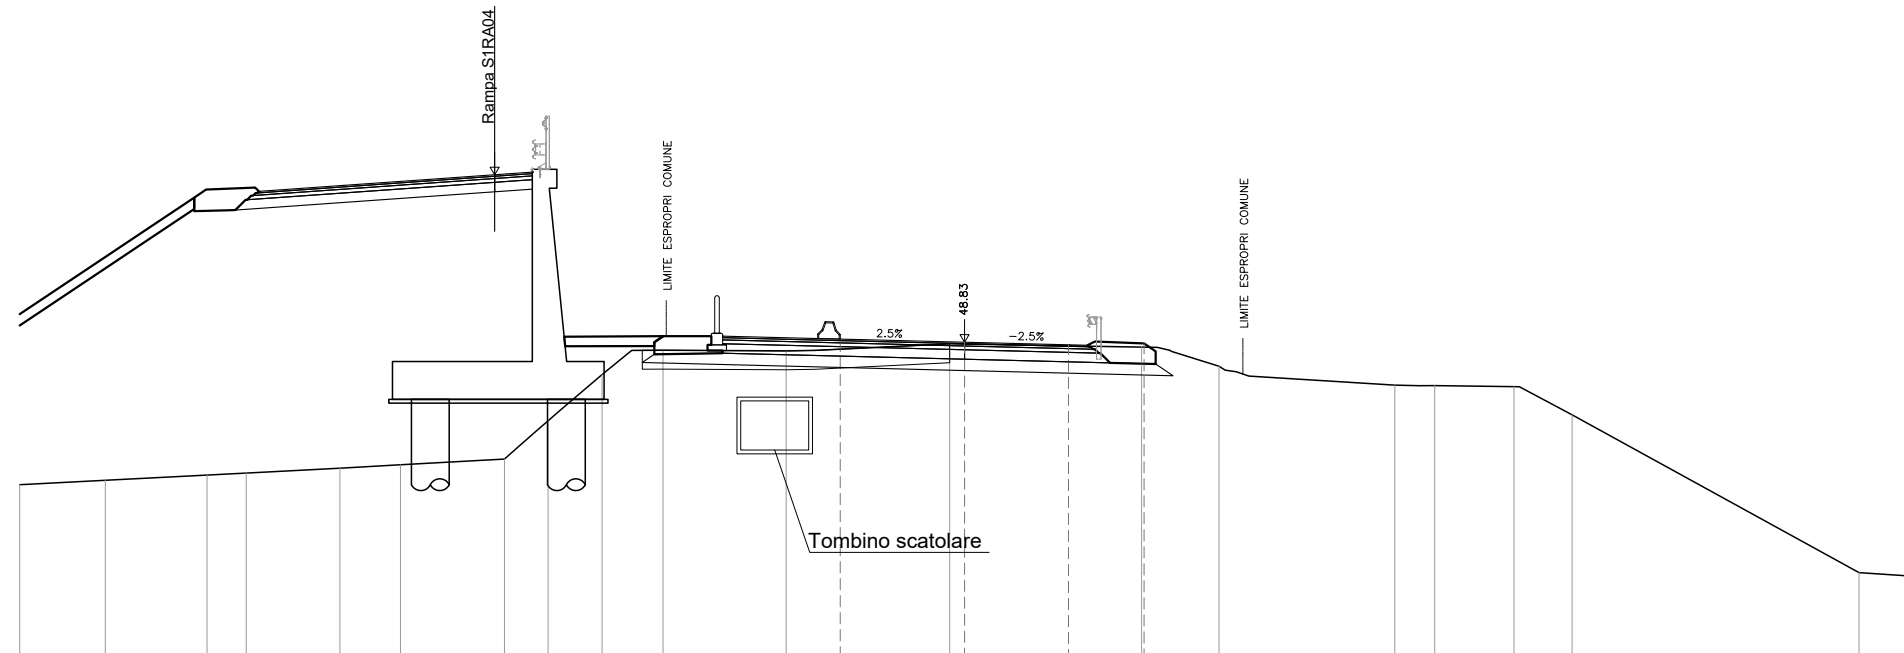 Rampa S1RA04
LIMITE ESPROPRI COMUNE
2.5%
48.83
-2.5%
LIMITE ESPROPRI COMUNE
Tombino scatolare